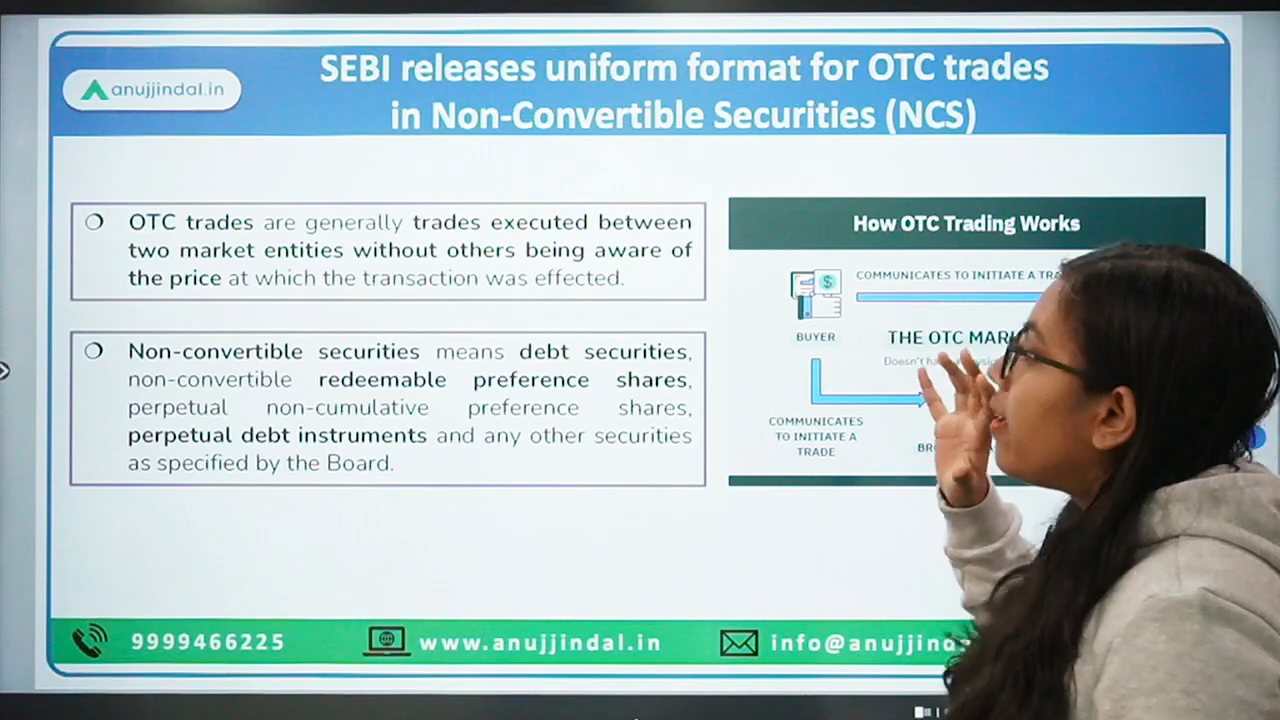 anujjindal.in
SEBI releases uniform format for OTC trades
in Non-Convertible Securities (NCS)
OTC trades are generally trades executed between
two market entities without others being aware of
the price at which the transaction was effected.
Non-convertible securities means debt securities,
non-convertible redeemable preference shares,
perpetual non-cumulative preference shares,
perpetual debt instruments and any other securities
as specified by the Board.
How OTC Trading Works
COMMUNICATES TO INITIATE A
BUYER
THE OTC
Doesn't
COMMUNICATES
TO INITIATE A
TRADE
9999466225
www.anujjindal.in